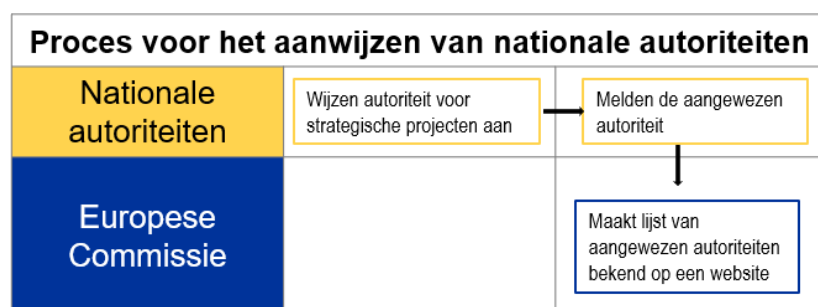 Proces voor het aanwijzen van nationale autoriteiten
Nationale
autoriteiten
Wijzen autoriteit voor
strategische projecten aan
Melden de aangewezen
autoriteit
Europese
Commissie
Maakt lijst van
aangewezen autoriteiten
bekend op een website